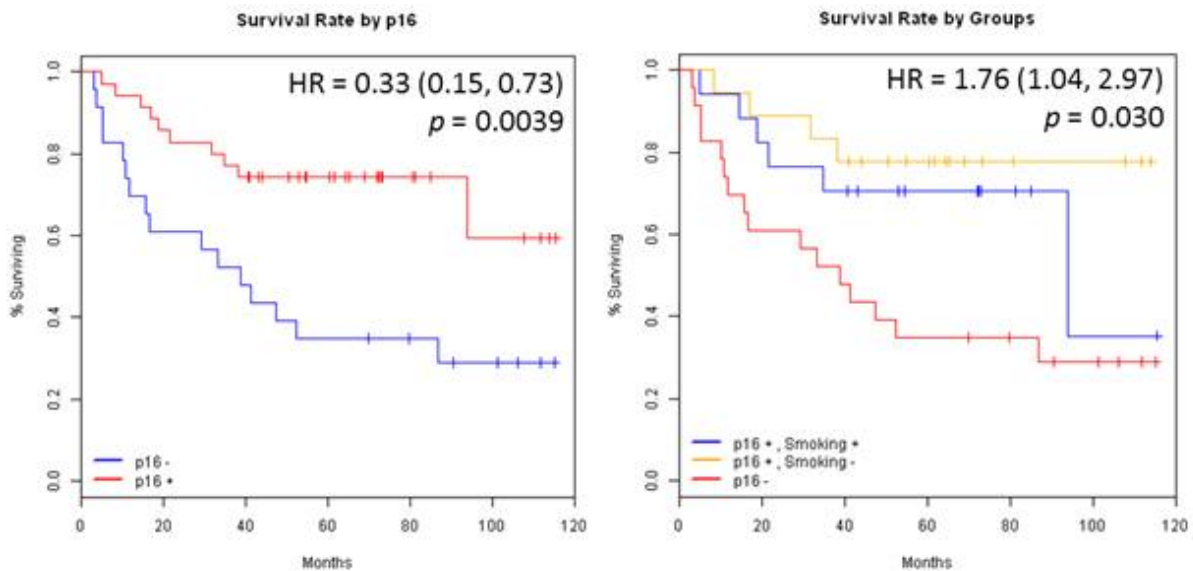 Survival Rate by p16
HR = 0.33 (0.15, 0.73)
p = 0.0039
% Surviving
1.0
0.8
0.6
0.4
0.2
0.0
p16 -
p16 +
0 20 40 60 80 100 120
Months
Survival Rate by Groups
HR = 1.76 (1.04, 2.97)
p = 0.030
% Surviving
1.0
0.8
0.6
0.4
0.2
0.0
p16 + , Smoking +
p16 + , Smoking -
p16 -
0 20 40 60 80 100 120
Months